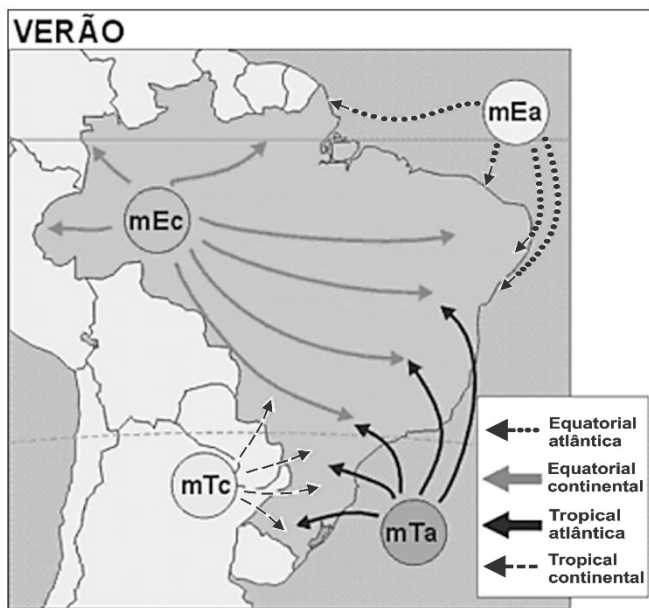 VERÃO
mEa
mEc
mTc
mTa
Equatorial
atlântica
Equatorial
continental
Tropical
atlântica
Tropical
continental